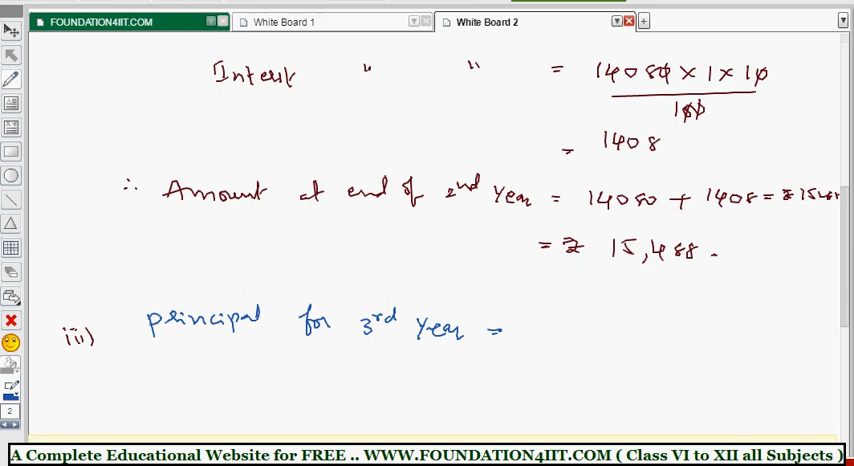 FOUNDATION4IIT.COM White Board 1 White Board 2
Interest " " = 14080 × 1 × 10
100
= 1408
∴ Amount at end of 2nd Year = 14080 + 1408 = ₹
= ₹ 15,488.
iii) Principal for 3rd Year =
2
A Complete Educational Website for FREE .. WWW.FOUNDATION4IIT.COM ( Class VI to XII all Subjects )